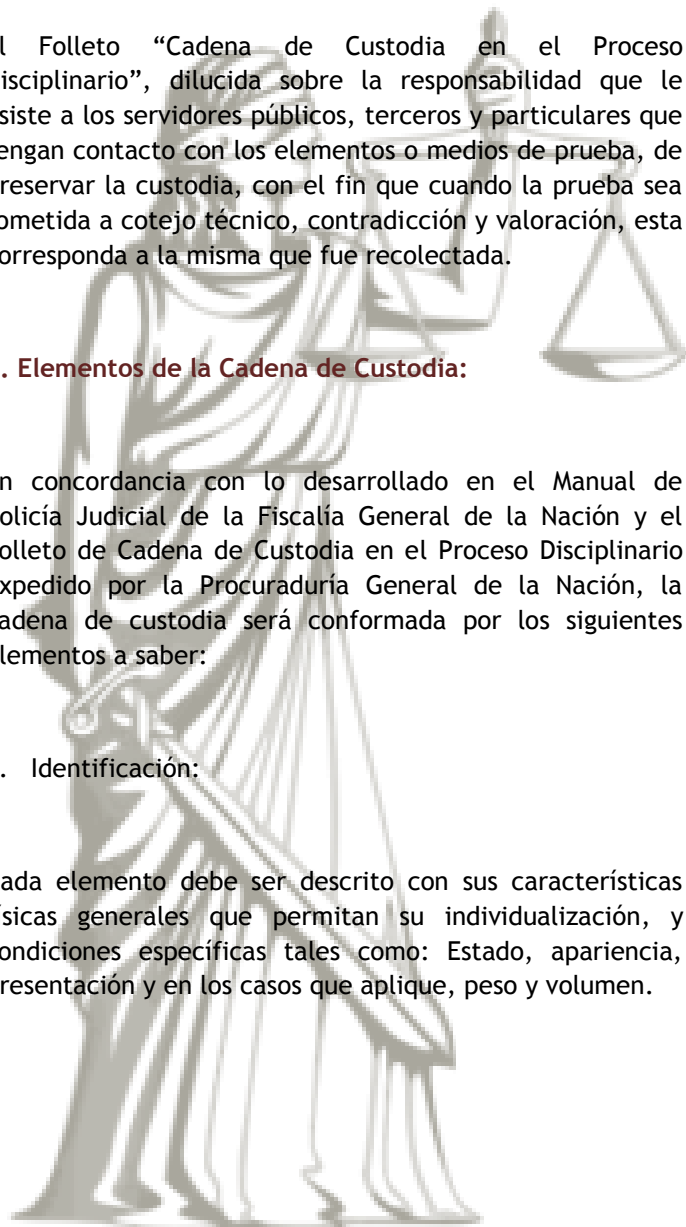 l Folleto “Cadena de Custodia en el Proceso
isciplinario”, dilucida sobre la responsabilidad que le
siste a los servidores públicos, terceros y particulares que
engan contacto con los elementos o medios de prueba, de
reservar la custodia, con el fin que cuando la prueba sea
ometida a cotejo técnico, contradicción y valoración, esta
orresponda a la misma que fue recolectada.
. Elementos de la Cadena de Custodia:
n concordancia con lo desarrollado en el Manual de
olicía Judicial de la Fiscalía General de la Nación y el
olleto de Cadena de Custodia en el Proceso Disciplinario
xpedido por la Procuraduría General de la Nación, la
adena de custodia será conformada por los siguientes
lementos a saber:
. Identificación:
ada elemento debe ser descrito con sus características
ísicas generales que permitan su individualización, y
ondiciones específicas tales como: Estado, apariencia,
resentación y en los casos que aplique, peso y volumen.